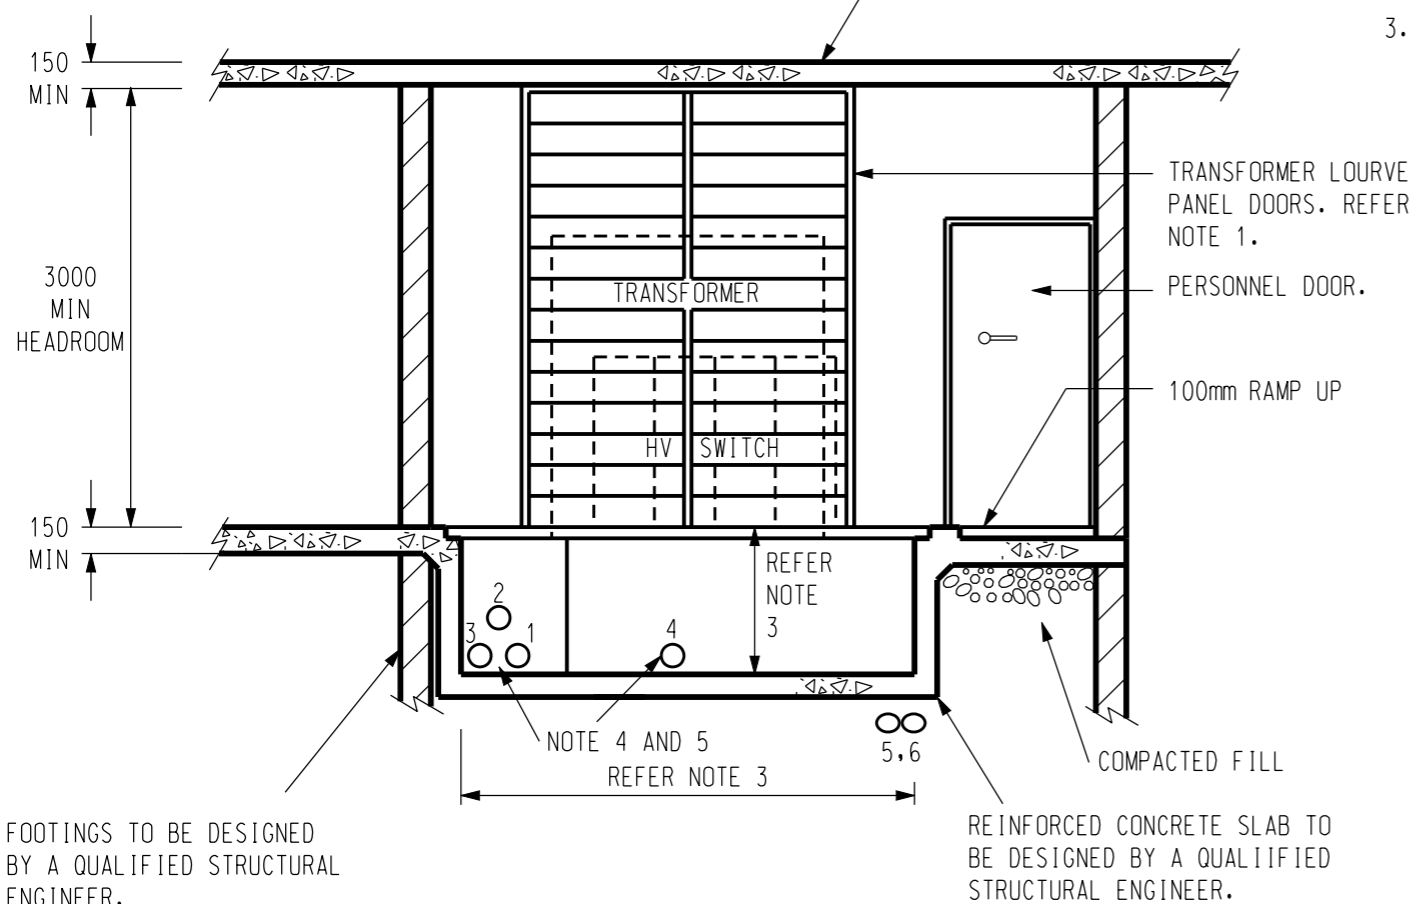 3.
150
MIN
TRANSFORMER LOURVE
PANEL DOORS. REFER
NOTE 1.
3000
MIN
HEADROOM
TRANSFORMER
PERSONNEL DOOR.
100mm RAMP UP
HV SWITCH
150
MIN
REFER
NOTE
3
2
3
1
4
NOTE 4 AND 5
5,6
REFER NOTE 3
COMPACTED FILL
FOOTINGS TO BE DESIGNED
BY A QUALIFIED STRUCTURAL
ENGINEER.
REINFORCED CONCRETE SLAB TO
BE DESIGNED BY A QUALIIFIED
STRUCTURAL ENGINEER.